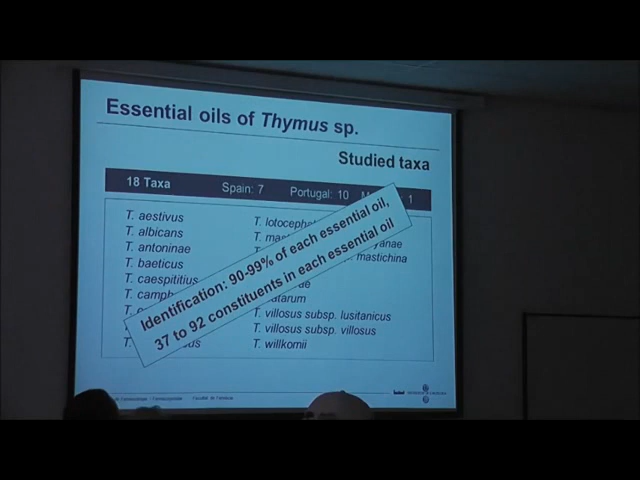 Essential oils of Thymus sp.
Studied taxa
18 Taxa Spain: 7 Portugal: 10 1
T. aestivus
T. albicans
T. antoninae
T. baeticus
T. caespititius
T.
T.
T. mastichina
Identification: 90-99% of each essential oil,
37 to 92 constituents in each essential oil
T. villosus subsp. lusitanicus
T. villosus subsp. villosus
T. willkomii